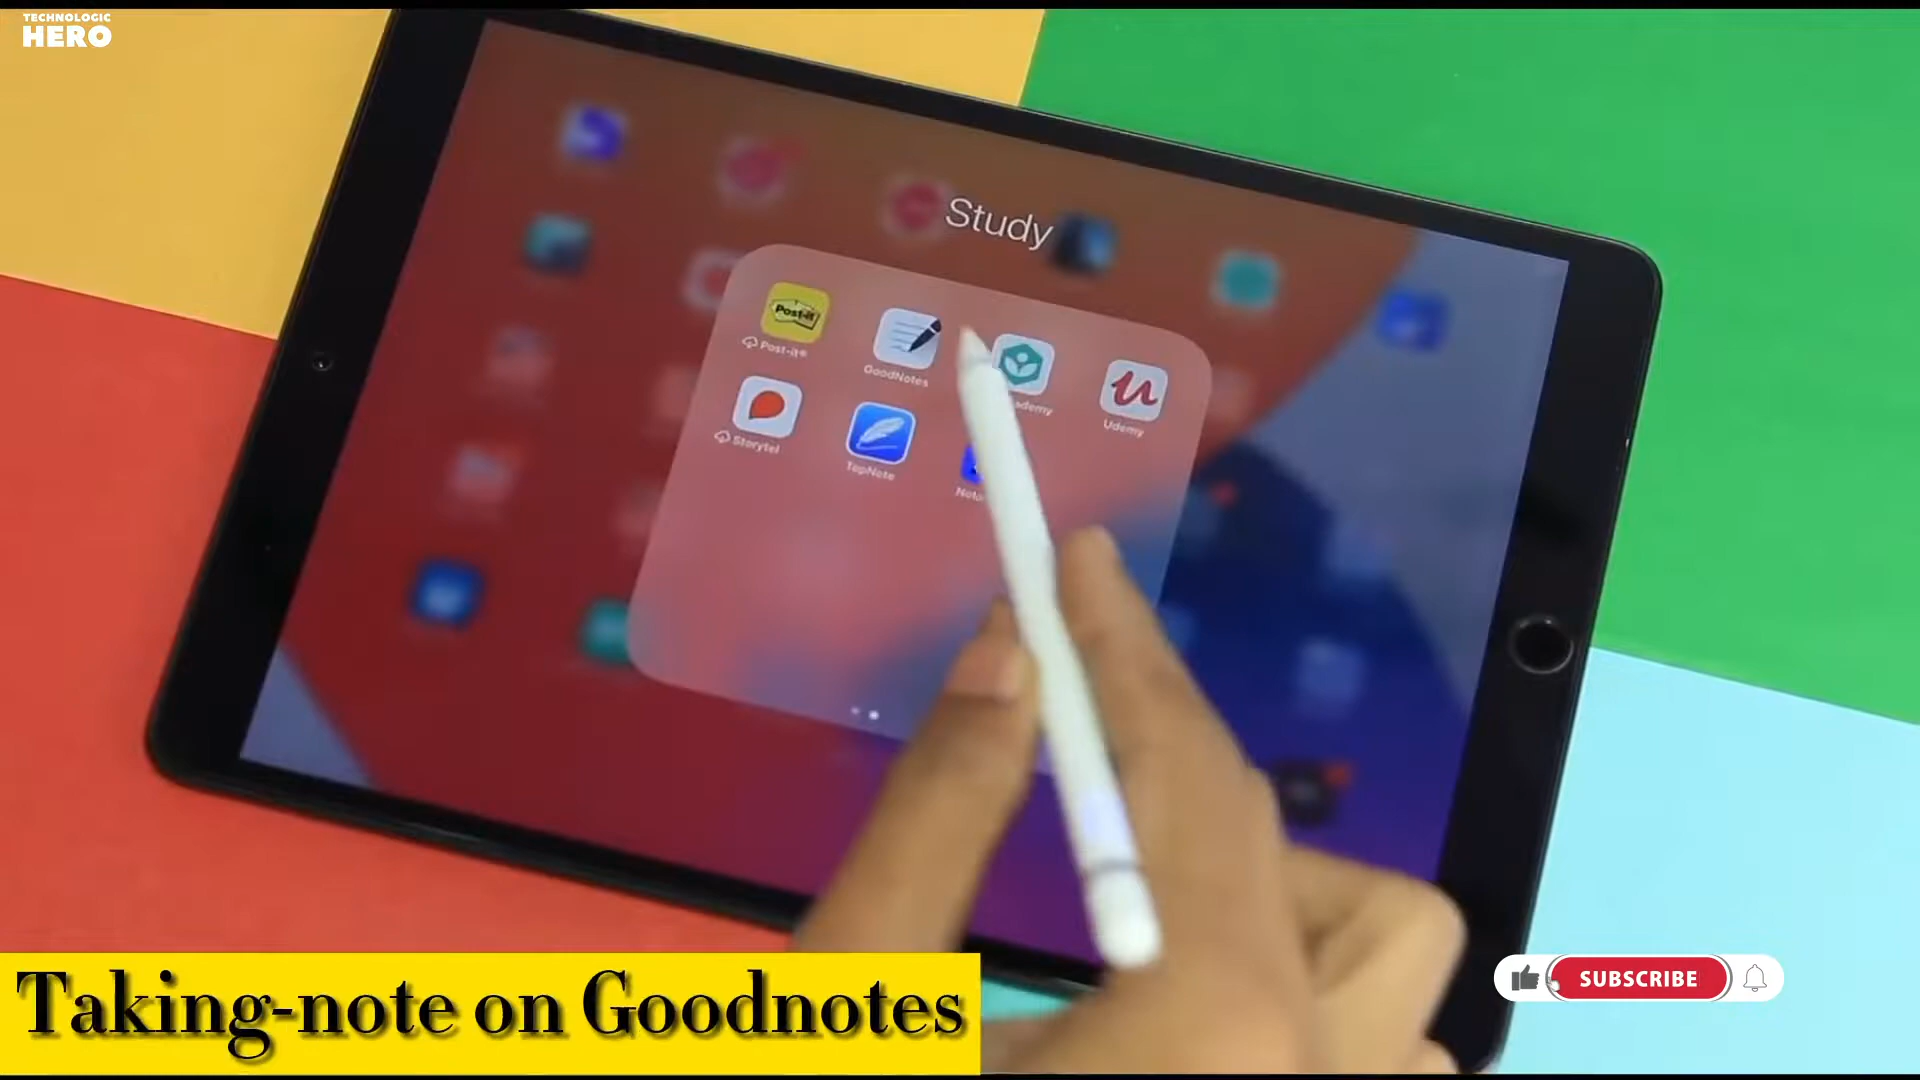 TECHNOLOGIC
HERO
Study
Post-it
Post-it®
GoodNotes
Udemy
Storytel
TopNote
Taking-note on Goodnotes
SUBSCRIBE